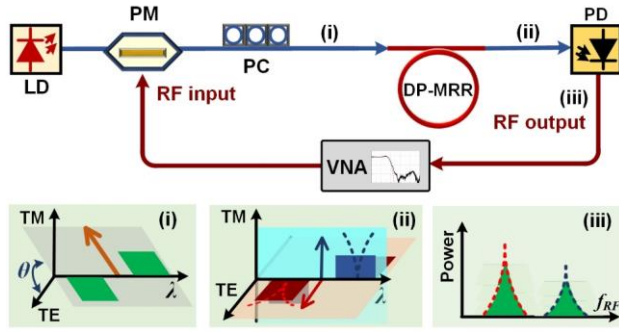 PM
PD
(i)
(ii)
LD
PC
DP-MRR
(iii)
RF input
RF output
VNA
TM
(i)
θ
TE
λ
TM
(ii)
TE
λ
Power
(iii)
f_RF